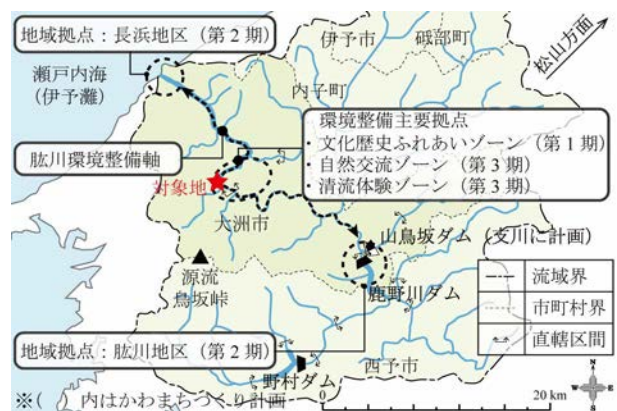 地域拠点：長浜地区（第２期）
伊予市
砥部町
松山方面
瀬戸内海
（伊予灘）
内子町
環境整備主要拠点
・文化歴史ふれあいゾーン（第１期）
・自然交流ゾーン（第３期）
・清流体験ゾーン（第３期）
肱川環境整備軸
対象地
大洲市
山鳥坂ダム（支川に計画）
源流
鳥坂峠
鹿野川ダム
流域界
市町村界
直轄区間
地域拠点：肱川地区（第２期）
西予市
野村ダム
N
W
E
S
※(　) 内はかわまちづくり計画
0
20 km